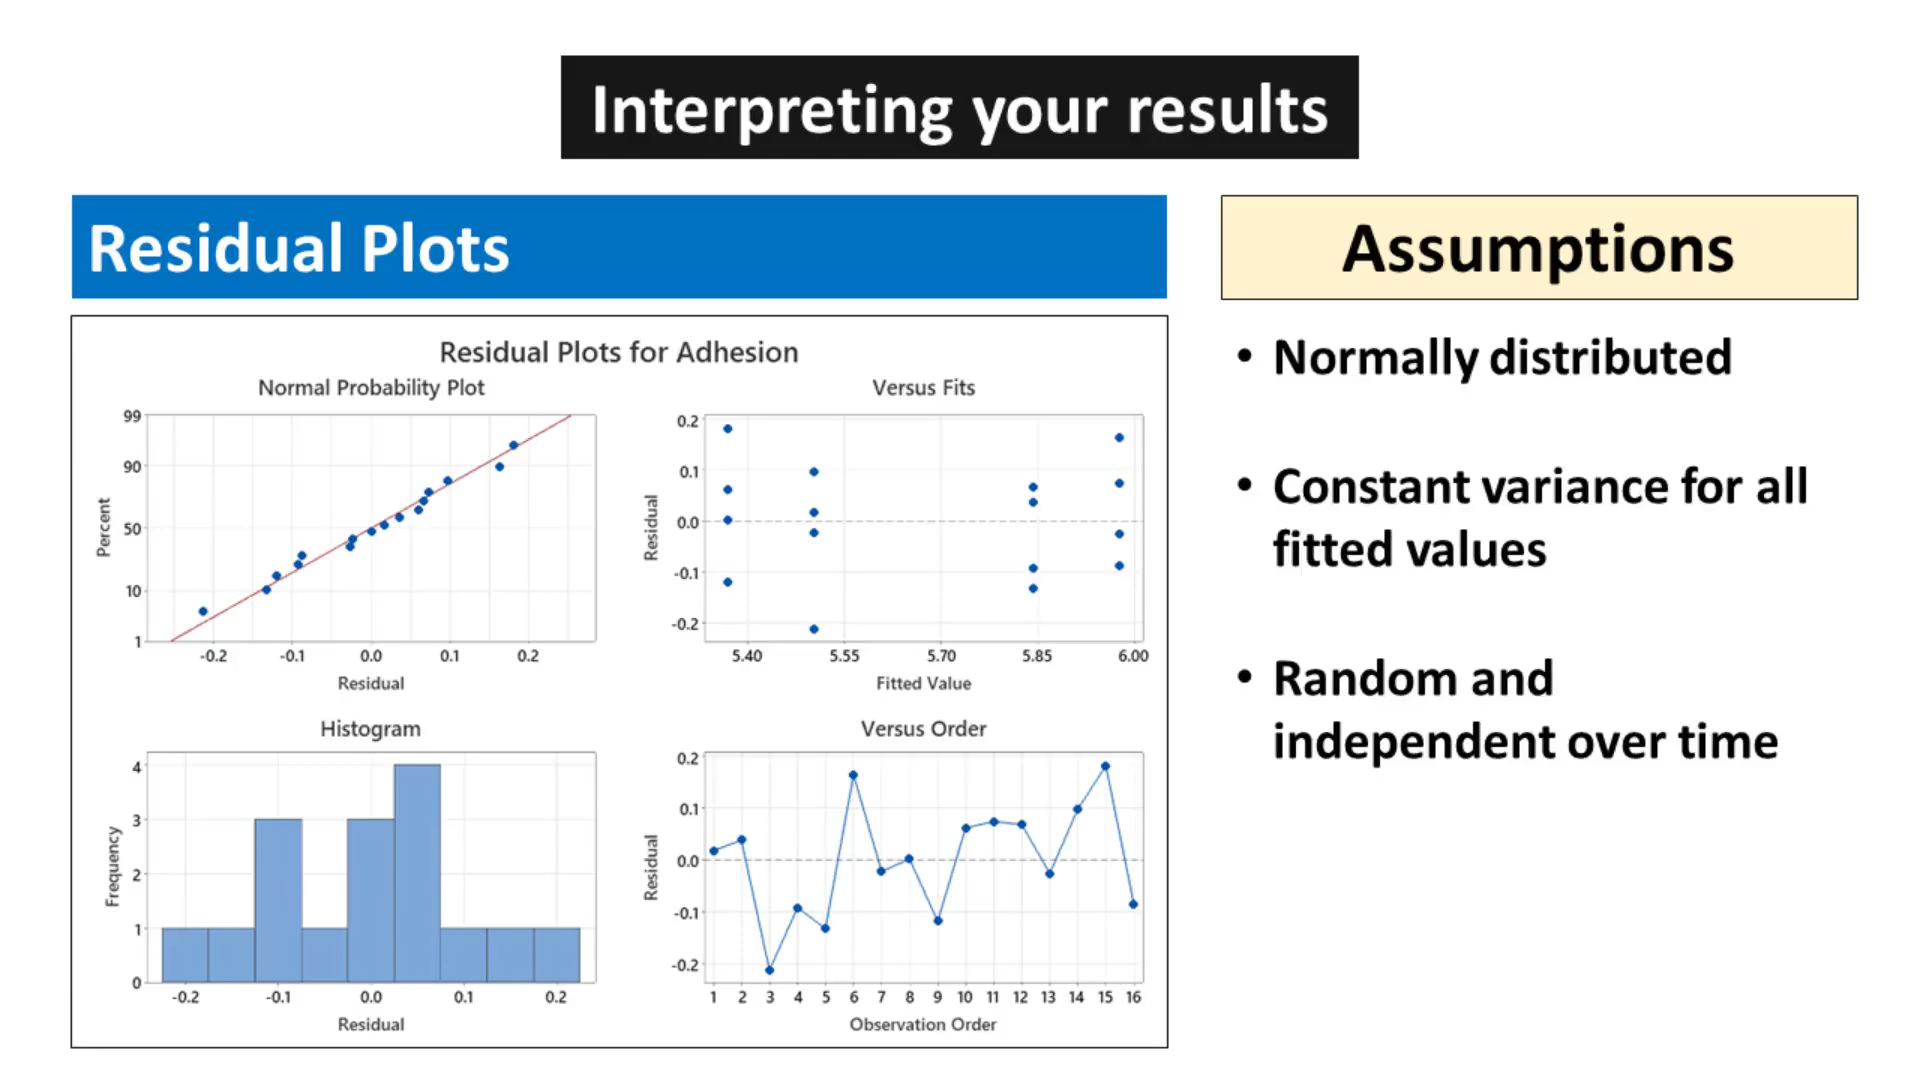 Interpreting your results
Residual Plots
Assumptions
Residual Plots for Adhesion
Normal Probability Plot
99
90
50
10
1
Percent
-0.2 -0.1 0.0 0.1 0.2
Residual
Versus Fits
0.2
0.1
0.0
-0.1
-0.2
Residual
5.40 5.55 5.70 5.85 6.00
Fitted Value
Histogram
4
3
2
1
0
Frequency
-0.2 -0.1 0.0 0.1 0.2
Residual
Versus Order
0.2
0.1
0.0
-0.1
-0.2
Residual
1 2 3 4 5 6 7 8 9 10 11 12 13 14 15 16
Observation Order
• Normally distributed
• Constant variance for all
fitted values
• Random and
independent over time